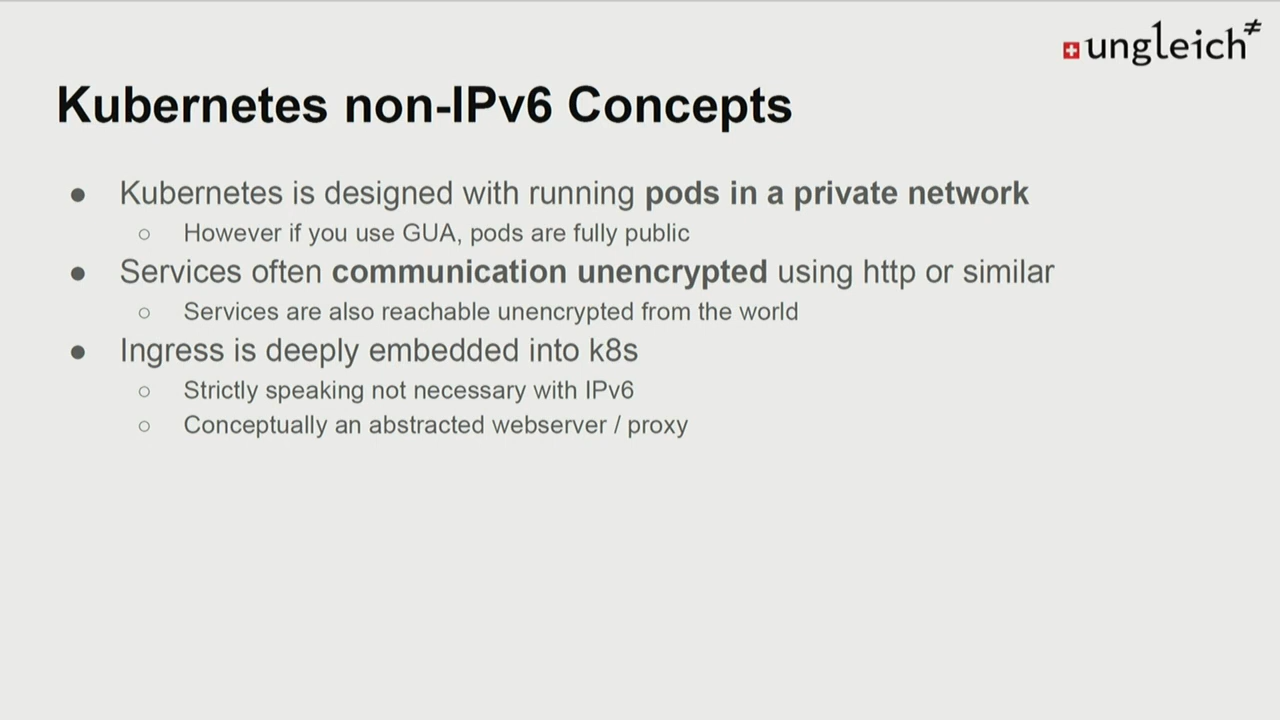 ungleich≠
Kubernetes non-IPv6 Concepts
● Kubernetes is designed with running pods in a private network
○ However if you use GUA, pods are fully public
● Services often communication unencrypted using http or similar
○ Services are also reachable unencrypted from the world
● Ingress is deeply embedded into k8s
○ Strictly speaking not necessary with IPv6
○ Conceptually an abstracted webserver / proxy